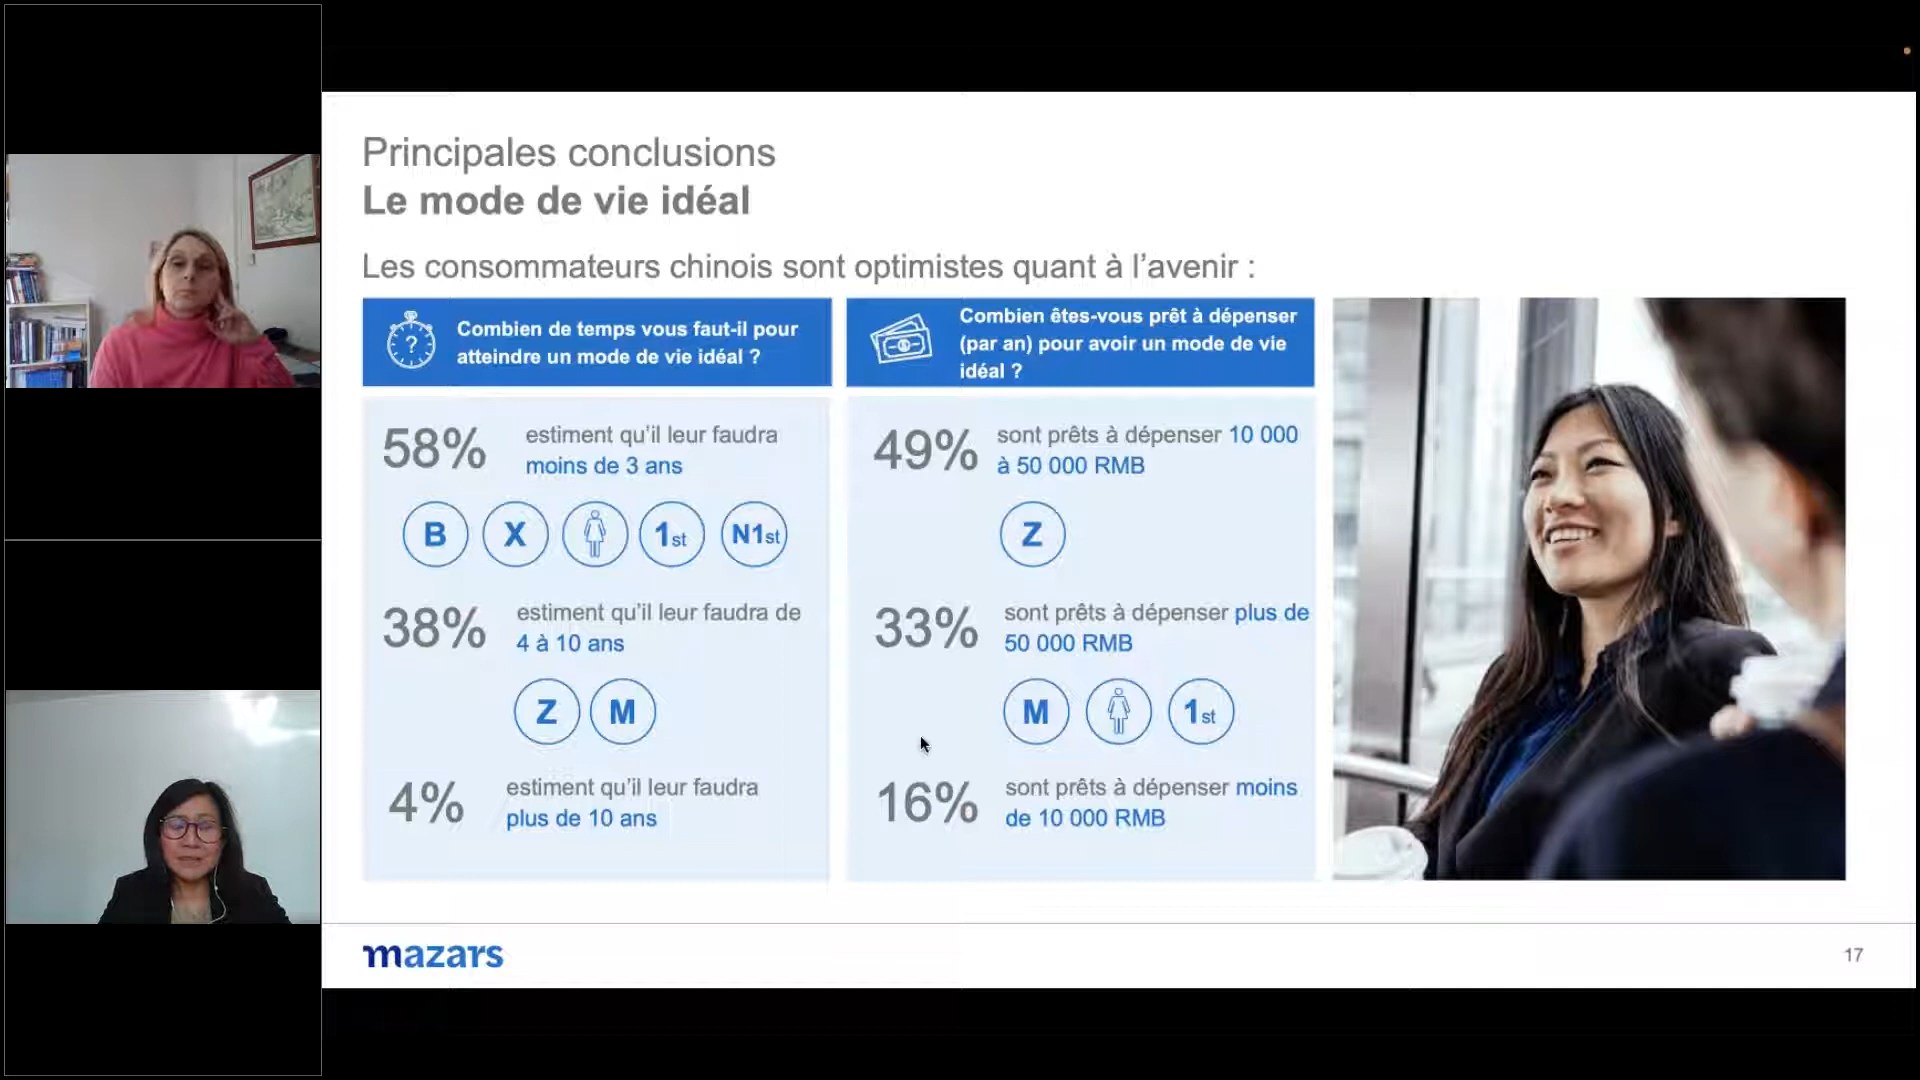 Principales conclusions
Le mode de vie idéal
Les consommateurs chinois sont optimistes quant à l'avenir :
?
Combien de temps vous faut-il pour
atteindre un mode de vie idéal ?
58%
estiment qu'il leur faudra
moins de 3 ans
B X 1st N1st
38%
estiment qu'il leur faudra de
4 à 10 ans
Z M
4%
estiment qu'il leur faudra
plus de 10 ans
$
Combien êtes-vous prêt à dépenser
(par an) pour avoir un mode de vie
idéal ?
49%
sont prêts à dépenser 10 000
à 50 000 RMB
Z
33%
sont prêts à dépenser plus de
50 000 RMB
M 1st
16%
sont prêts à dépenser moins
de 10 000 RMB
mazars
17